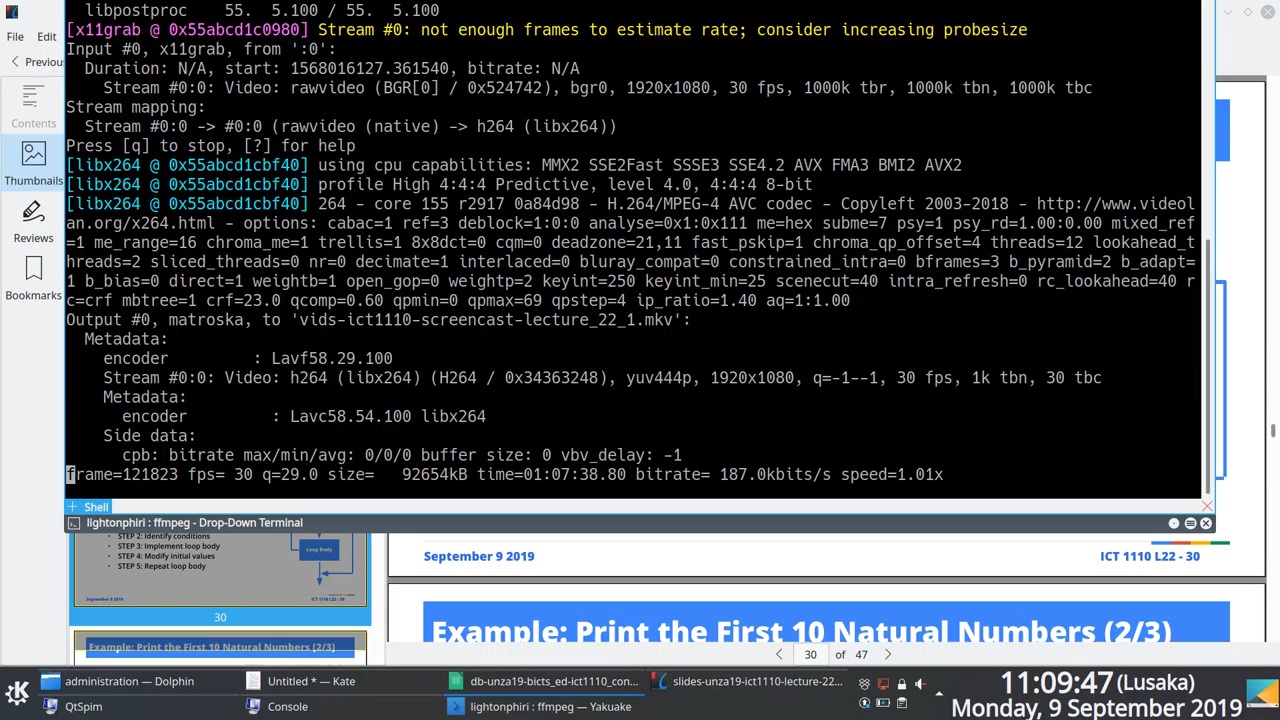 libpostproc    55.  5.100 / 55.  5.100
[x11grab @ 0x55abcd1c0980] Stream #0: not enough frames to estimate rate; consider increasing probesize
Input #0, x11grab, from ':0':
Duration: N/A, start: 1568016127.361540, bitrate: N/A
Stream #0:0: Video: rawvideo (BGR[0] / 0x524742), bgr0, 1920x1080, 30 fps, 1000k tbr, 1000k tbn, 1000k tbc
Stream mapping:
Stream #0:0 -> #0:0 (rawvideo (native) -> h264 (libx264))
Press [q] to stop, [?] for help
[libx264 @ 0x55abcd1cbf40] using cpu capabilities: MMX2 SSE2Fast SSSE3 SSE4.2 AVX FMA3 BMI2 AVX2
[libx264 @ 0x55abcd1cbf40] profile High 4:4:4 Predictive, level 4.0, 4:4:4 8-bit
[libx264 @ 0x55abcd1cbf40] 264 - core 155 r2917 0a84d98 - H.264/MPEG-4 AVC codec - Copyleft 2003-2018 - http://www.videol
an.org/x264.html - options: cabac=1 ref=3 deblock=1:0:0 analyse=0x1:0x111 me=hex subme=7 psy=1 psy_rd=1.00:0.00 mixed_ref
=1 me_range=16 chroma_me=1 trellis=1 8x8dct=0 cqm=0 deadzone=21,11 fast_pskip=1 chroma_qp_offset=4 threads=12 lookahead_t
hreads=2 sliced_threads=0 nr=0 decimate=1 interlaced=0 bluray_compat=0 constrained_intra=0 bframes=3 b_pyramid=2 b_adapt=
1 b_bias=0 direct=1 weightb=1 open_gop=0 weightp=2 keyint=250 keyint_min=25 scenecut=40 intra_refresh=0 rc_lookahead=40 r
c=crf mbtree=1 crf=23.0 qcomp=0.60 qpmin=0 qpmax=69 qpstep=4 ip_ratio=1.40 aq=1:1.00
Output #0, matroska, to 'vids-ict1110-screencast-lecture_22_1.mkv':
Metadata:
encoder         : Lavf58.29.100
Stream #0:0: Video: h264 (libx264) (H264 / 0x34363248), yuv444p, 1920x1080, q=-1--1, 30 fps, 1k tbn, 30 tbc
Metadata:
encoder         : Lavc58.54.100 libx264
Side data:
cpb: bitrate max/min/avg: 0/0/0 buffer size: 0 vbv_delay: -1
frame=121823 fps= 30 q=29.0 size=   92654kB time=01:07:38.80 bitrate= 187.0kbits/s speed=1.01x
Shell
lightonphiri : ffmpeg - Drop-Down Terminal
File Edit
Previous
Contents
Thumbnails
Reviews
Bookmarks
STEP 2: Identify conditions
STEP 3: Implement loop body
STEP 4: Modify initial values
STEP 5: Repeat loop body
Loop Body
September 9 2019 ICT 1110 L22 - 30
30
Example: Print the First 10 Natural Numbers (2/3)
September 9 2019 ICT 1110 L22 - 30
Example: Print the First 10 Natural Numbers (2/3)
30 of 47
administration — Dolphin
Untitled * — Kate
db-unza19-bicts_ed-ict1110_con...
slides-unza19-ict1110-lecture-22...
QtSpim
Console
lightonphiri : ffmpeg — Yakuake
11:09:47 (Lusaka)
Monday, 9 September 2019